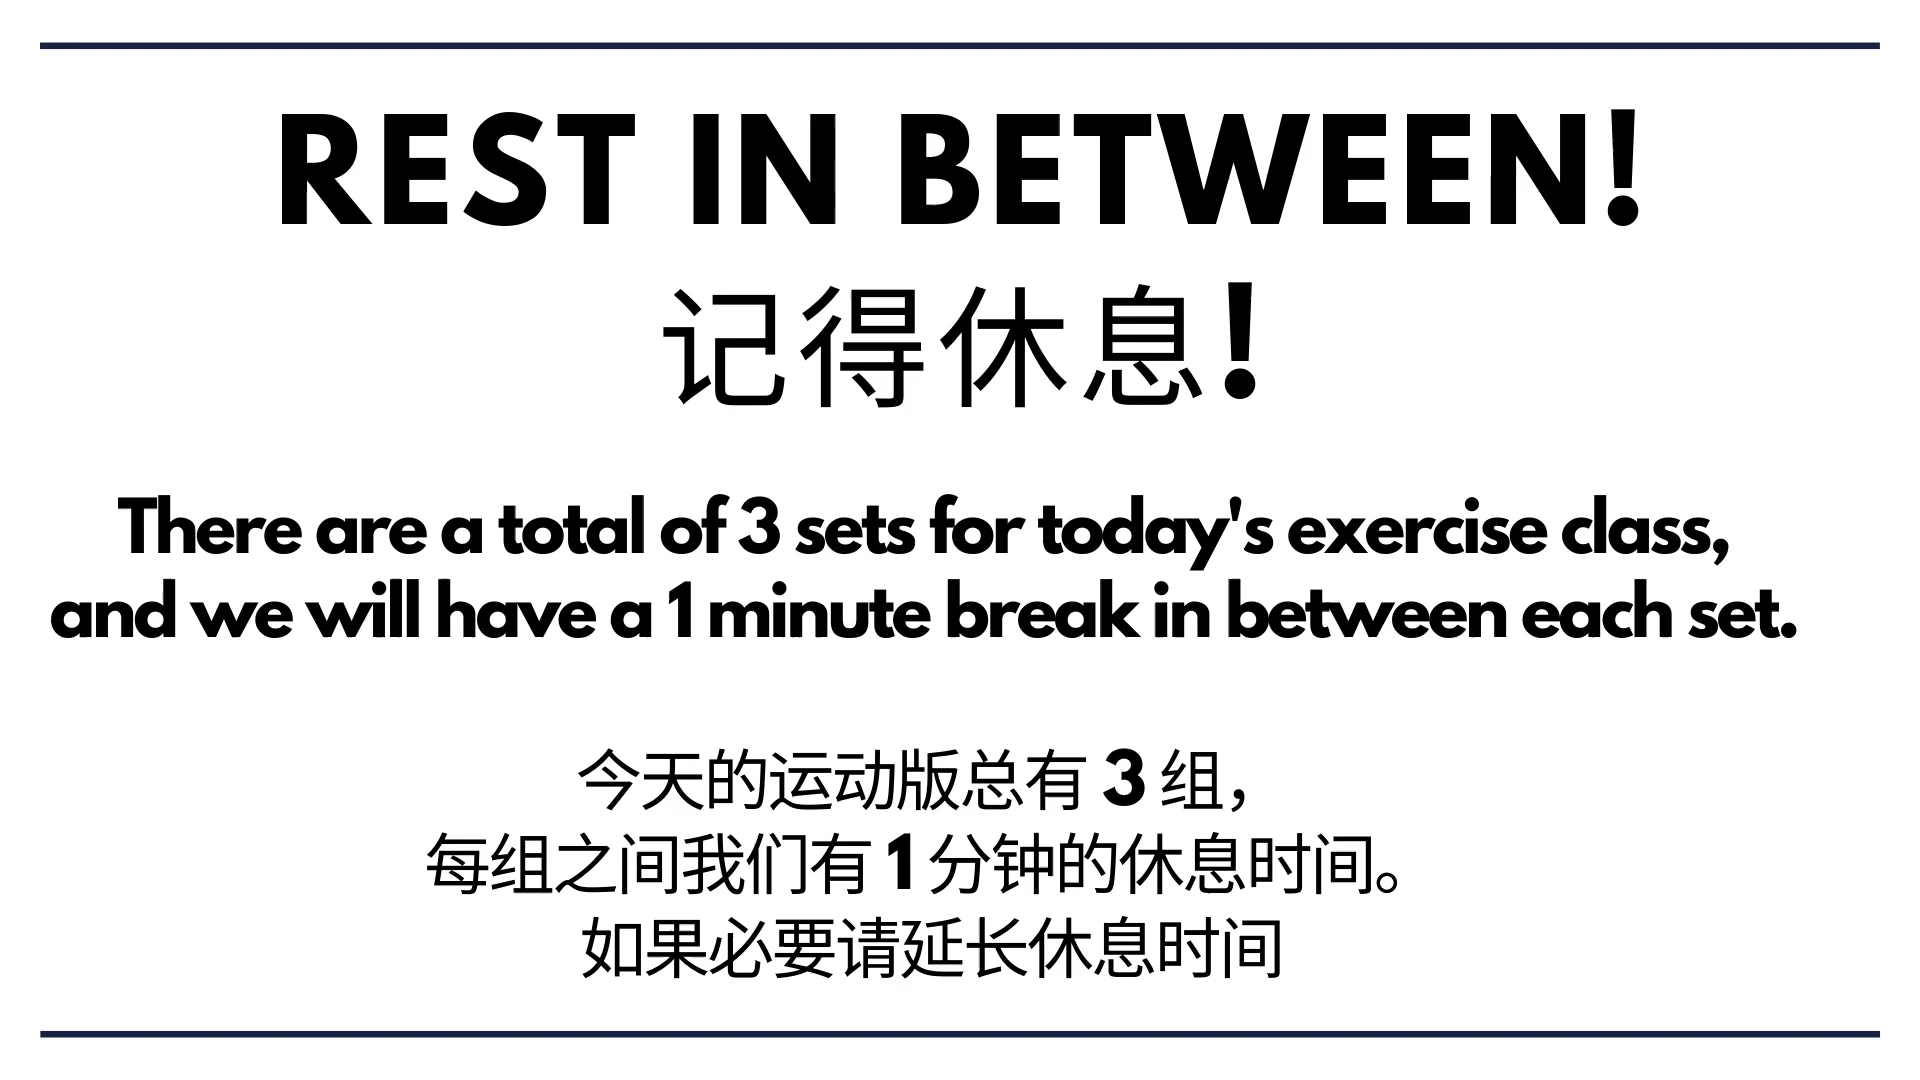 REST IN BETWEEN!
记得休息!
There are a total of 3 sets for today's exercise class,
and we will have a 1 minute break in between each set.
今天的运动版总有 3 组，
每组之间我们有 1 分钟的休息时间。
如果必要请延长休息时间